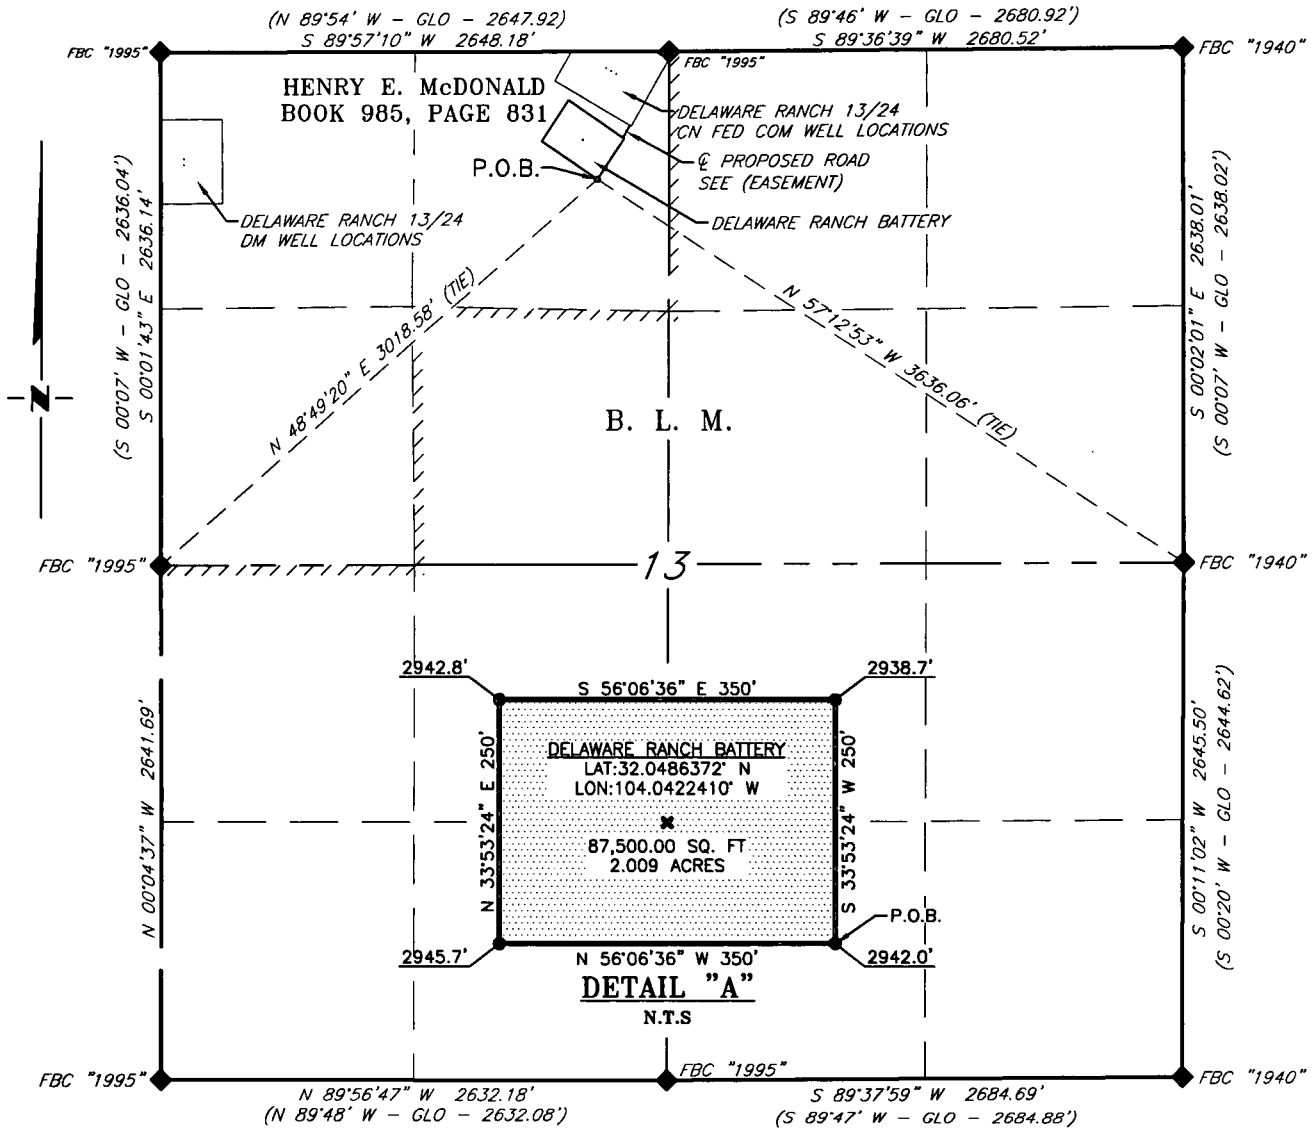 (N 89°54' W - GLO - 2647.92)
S 89°57'10" W 2648.18'
(S 89°46' W - GLO - 2680.92')
S 89°36'39" W 2680.52'
FBC "1995"
FBC "1995"
FBC "1940"
HENRY E. McDONALD
BOOK 985, PAGE 831
DELAWARE RANCH 13/24
CN FED COM WELL LOCATIONS
℄ PROPOSED ROAD
SEE (EASEMENT)
P.O.B.
DELAWARE RANCH BATTERY
DELAWARE RANCH 13/24
DM WELL LOCATIONS
(S 00°07' W - GLO - 2636.04')
S 00°01'43" E 2636.14'
S 00°02'01" E 2638.01'
(S 00°07' W - GLO - 2638.02')
N 48°49'20" E 3018.58' (TIE)
N 57°12'53" W 3636.06' (TIE)
N
B. L. M.
FBC "1995"
13
FBC "1940"
2942.8'
2938.7'
S 56°06'36" E 350'
N 33°53'24" E 250'
DELAWARE RANCH BATTERY
LAT:32.0486372° N
LON:104.0422410° W
87,500.00 SQ. FT
2.009 ACRES
S 33°53'24" W 250'
P.O.B.
2945.7'
N 56°06'36" W 350'
2942.0'
DETAIL "A"
N.T.S
N 00°04'37" W 2641.69'
S 00°11'02" W 2645.50'
(S 00°20' W - GLO - 2644.62')
FBC "1995"
FBC "1995"
FBC "1940"
N 89°56'47" W 2632.18'
(N 89°48' W - GLO - 2632.08')
S 89°37'59" W 2684.69'
(S 89°47' W - GLO - 2684.88')